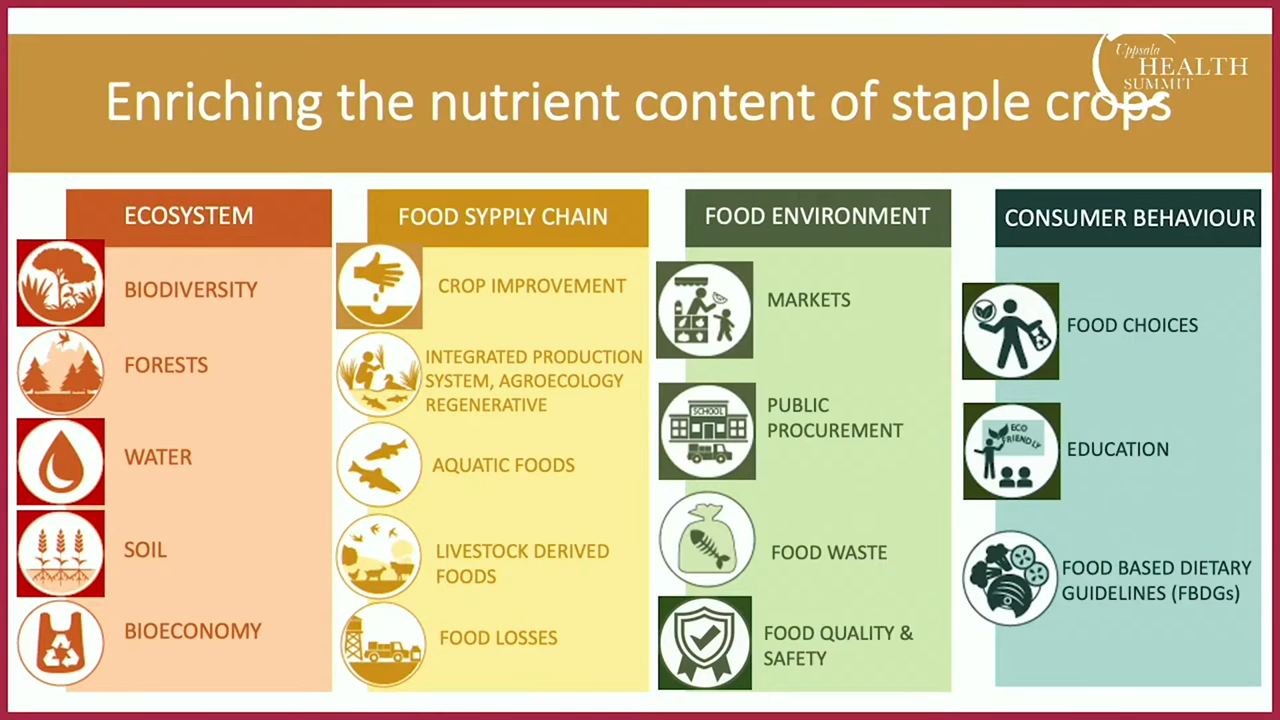 Uppsala
HEALTH
SUMMIT
Enriching the nutrient content of staple crops
ECOSYSTEM
BIODIVERSITY
FORESTS
WATER
SOIL
BIOECONOMY
FOOD SYPPLY CHAIN
CROP IMPROVEMENT
INTEGRATED PRODUCTION
SYSTEM, AGROECOLOGY
REGENERATIVE
AQUATIC FOODS
LIVESTOCK DERIVED
FOODS
FOOD LOSSES
FOOD ENVIRONMENT
MARKETS
SCHOOL
PUBLIC
PROCUREMENT
FOOD WASTE
FOOD QUALITY &
SAFETY
CONSUMER BEHAVIOUR
FOOD CHOICES
ECO
FRIENDLY
EDUCATION
FOOD BASED DIETARY
GUIDELINES (FBDGs)